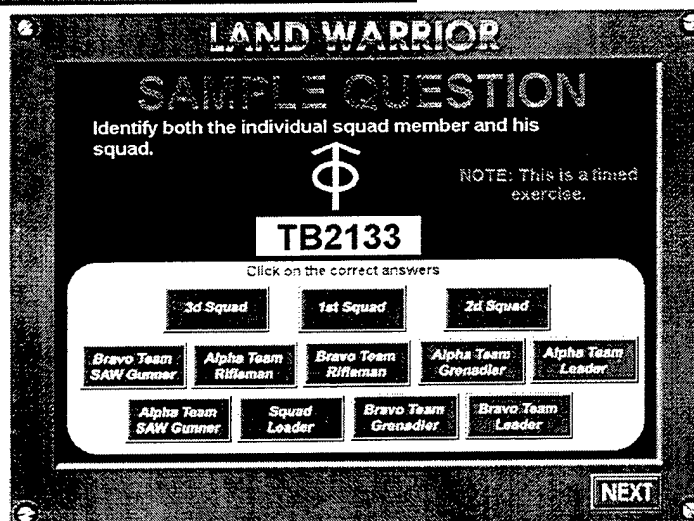 LAND WARRIOR
SAMPLE QUESTION
Identify both the individual squad member and his
squad.
NOTE: This is a timed
exercise.
TB2133
Click on the correct answers
3d Squad 1st Squad 2d Squad
Bravo Team Alpha Team Bravo Team Alpha Team Alpha Team
SAW Gunner Rifleman Rifleman Grenadier Leader
Alpha Team Squad Bravo Team Bravo Team
SAW Gunner Leader Grenadier Leader
NEXT